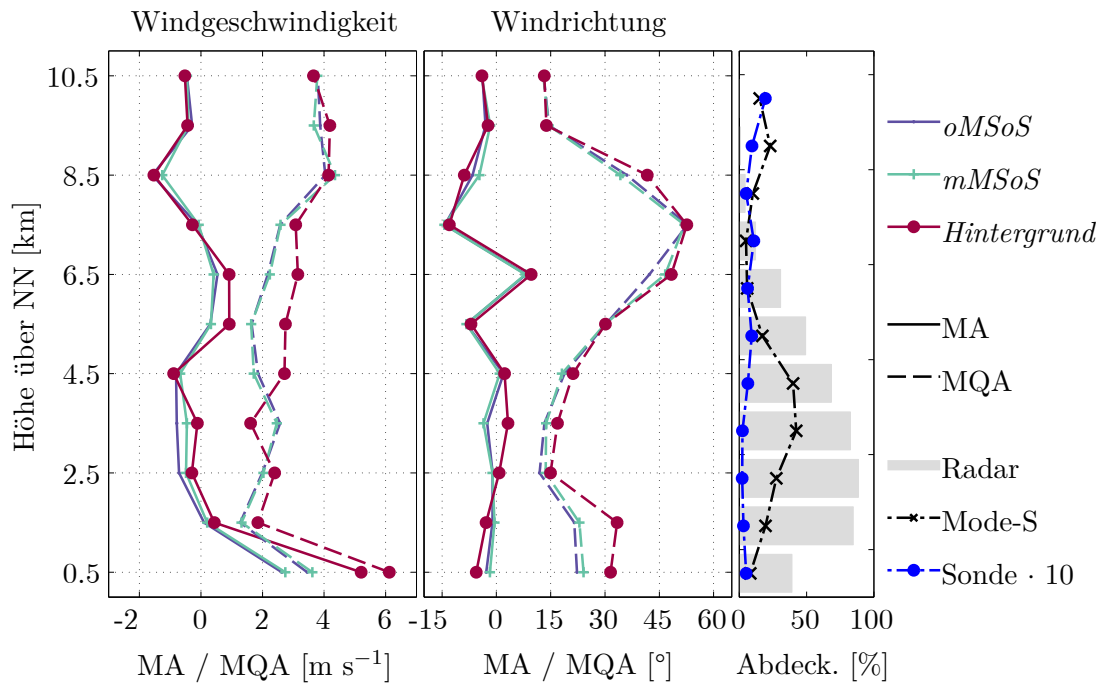 Windgeschwindigkeit
Windrichtung
Höhe über NN [km]
10.5
8.5
6.5
4.5
2.5
0.5
-2
0
2
4
6
MA / MQA [m s⁻¹]
-15
0
15
30
45
60
MA / MQA [°]
0
50
100
Abdeck. [%]
oMSoS
mMSoS
Hintergrund
MA
MQA
Radar
Mode-S
Sonde · 10